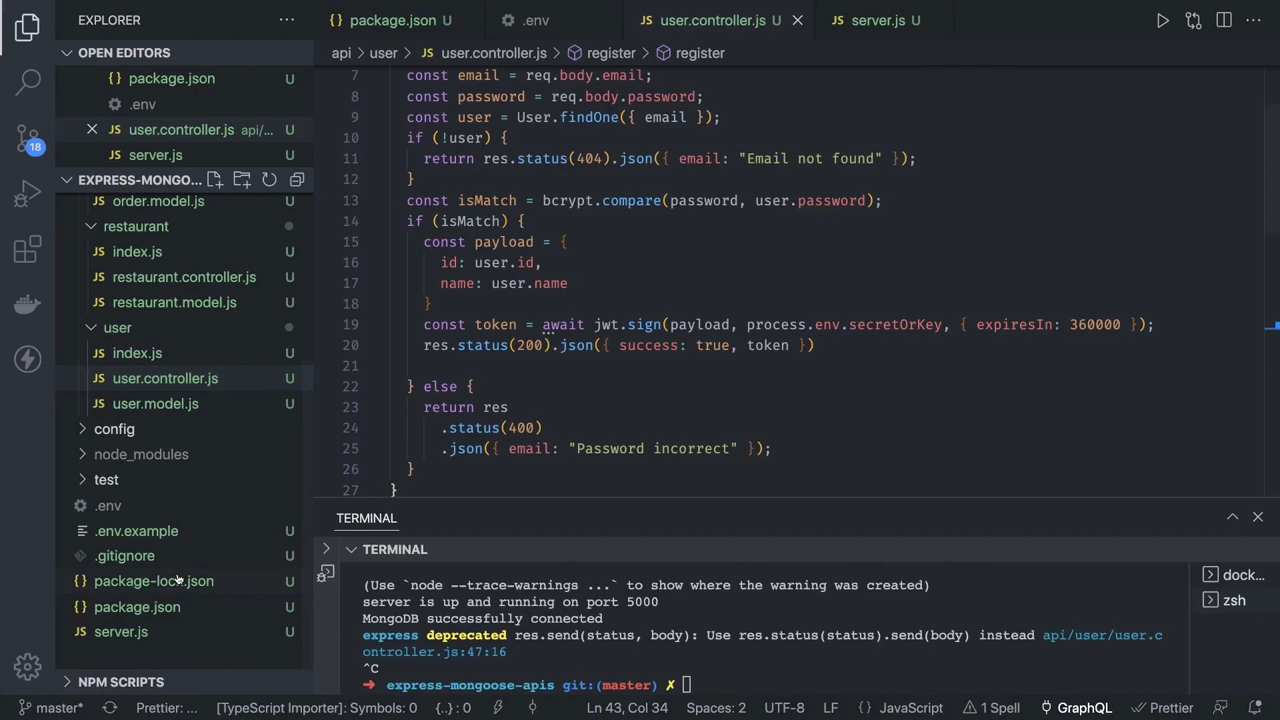 EXPLORER
package.json U
.env
user.controller.js U
server.js U
OPEN EDITORS
package.json U
.env
user.controller.js api/... U
server.js U
EXPRESS-MONGO...
order.model.js U
restaurant
index.js U
restaurant.controller.js U
restaurant.model.js U
user
index.js U
user.controller.js U
user.model.js U
config
node_modules
test
.env
.env.example U
.gitignore U
package-lock.json U
package.json U
server.js U
NPM SCRIPTS
18
api > user > JS user.controller.js > register > register
7 const email = req.body.email;
8 const password = req.body.password;
9 const user = User.findOne({ email });
10 if (!user) {
11 return res.status(404).json({ email: "Email not found" });
12 }
13 const isMatch = bcrypt.compare(password, user.password);
14 if (isMatch) {
15 const payload = {
16 id: user.id,
17 name: user.name
18 }
19 const token = await jwt.sign(payload, process.env.secretOrKey, { expiresIn: 360000 });
20 res.status(200).json({ success: true, token })
21
22 } else {
23 return res
24 .status(400)
25 .json({ email: "Password incorrect" });
26 }
27 }
TERMINAL
TERMINAL
(Use `node --trace-warnings ...` to show where the warning was created)
server is up and running on port 5000
MongoDB successfully connected
express deprecated res.send(status, body): Use res.status(status).send(body) instead api/user/user.c
ontroller.js:47:16
^C
➜ express-mongoose-apis git:(master) ✗
dock...
zsh
master* Prettier: ... [TypeScript Importer]: Symbols: 0 {..} : 0 Ln 43, Col 34 Spaces: 2 UTF-8 LF {} JavaScript 1 Spell GraphQL Prettier